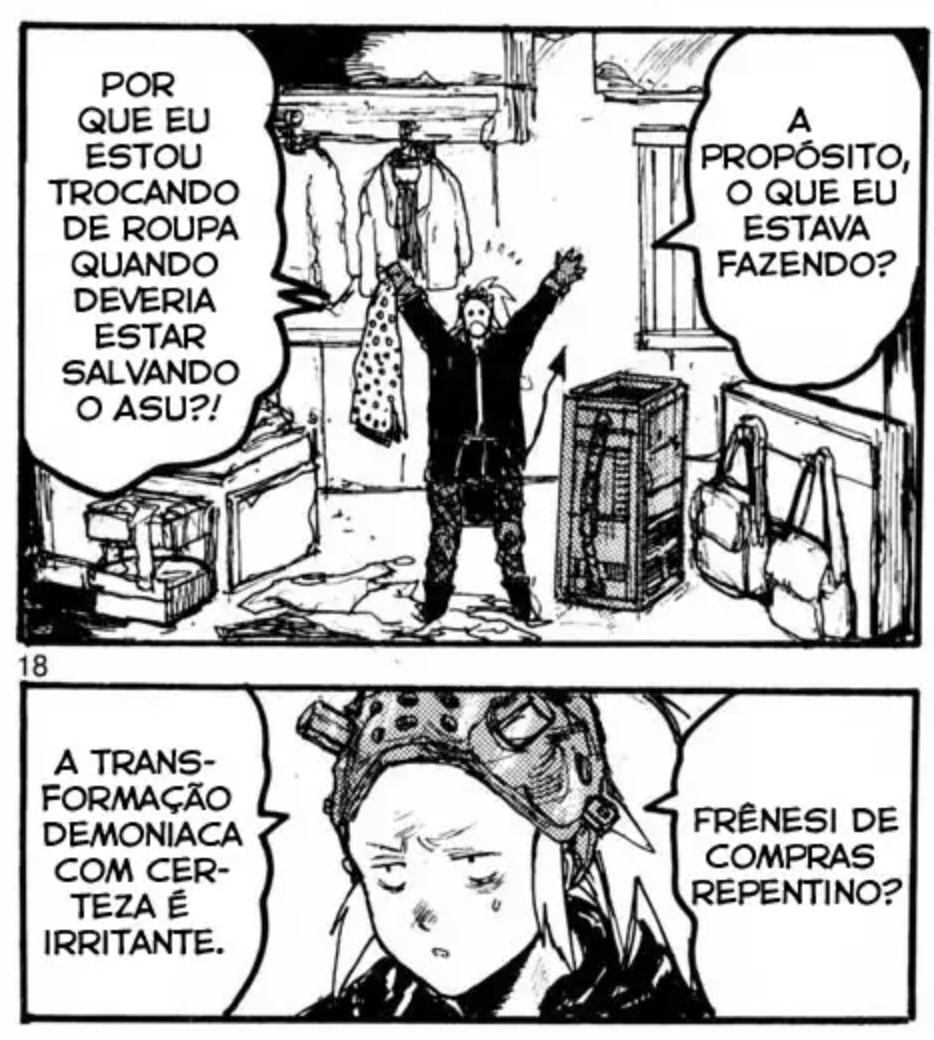 A
PROPÓSITO,
O QUE EU
ESTAVA
FAZENDO?
POR
QUE EU
ESTOU
TROCANDO
DE ROUPA
QUANDO
DEVERIA
ESTAR
SALVANDO
O ASU?!
18
FRÊNESI DE
COMPRAS
REPENTINO?
A TRANS-
FORMAÇÃO
DEMONIACA
COM CER-
TEZA É
IRRITANTE.